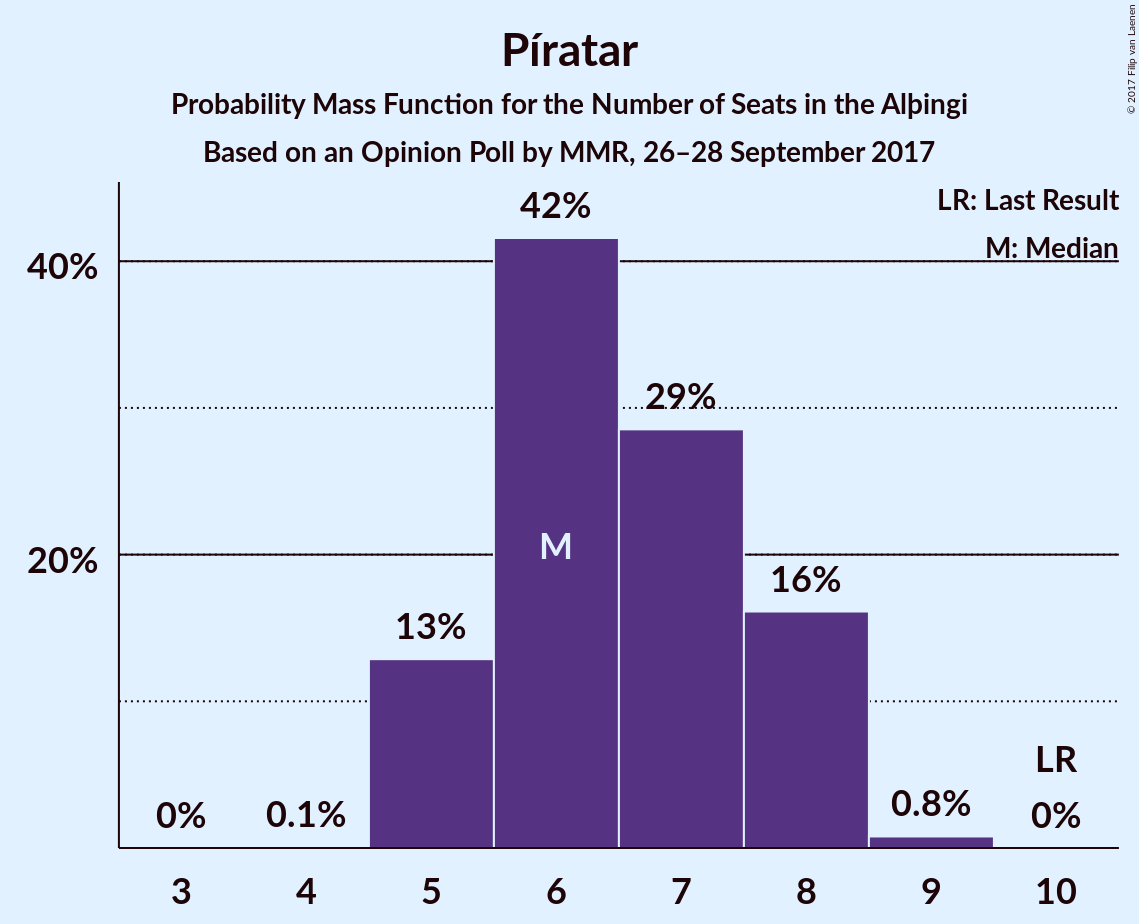 Píratar
Probability Mass Function for the Number of Seats in the Alþingi
Based on an Opinion Poll by MMR, 26–28 September 2017
© 2017 Filip van Laenen
LR: Last Result
M: Median
42%
40%
29%
M
20%
16%
13%
LR
0%
0.1%
0.8%
0%
3 4 5 6 7 8 9 10